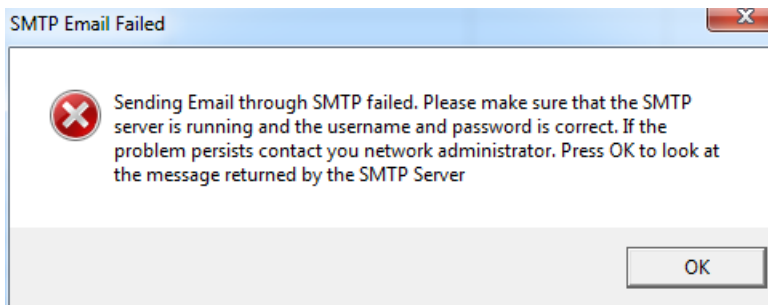 SMTP Email Failed
Sending Email through SMTP failed. Please make sure that the SMTP
server is running and the username and password is correct. If the
problem persists contact you network administrator. Press OK to look at
the message returned by the SMTP Server
OK